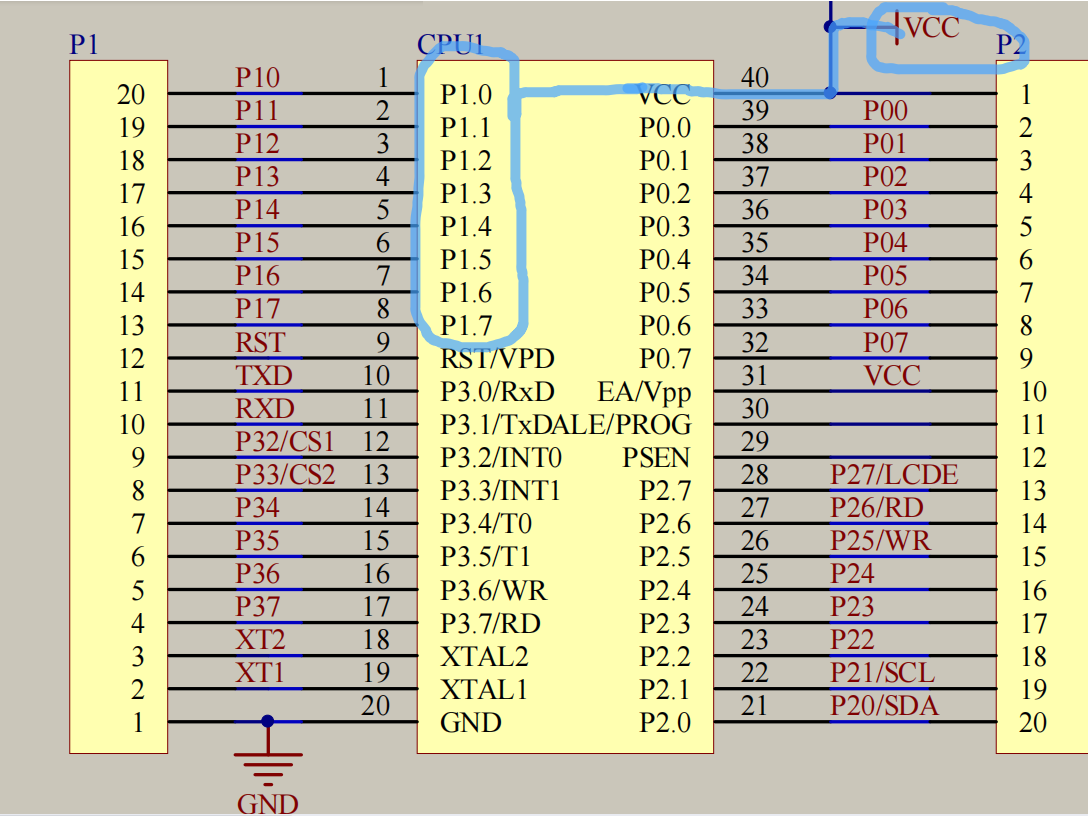 VCC
P1 CPU1 P2
20 P10 1 P1.0 VCC 40 1
19 P11 2 P1.1 P0.0 39 P00 2
18 P12 3 P1.2 P0.1 38 P01 3
17 P13 4 P1.3 P0.2 37 P02 4
16 P14 5 P1.4 P0.3 36 P03 5
15 P15 6 P1.5 P0.4 35 P04 6
14 P16 7 P1.6 P0.5 34 P05 7
13 P17 8 P1.7 P0.6 33 P06 8
12 RST 9 RST/VPD P0.7 32 P07 9
11 TXD 10 P3.0/RxD EA/Vpp 31 VCC 10
10 RXD 11 P3.1/TxD ALE/PROG 30 11
9 P32/CS1 12 P3.2/INT0 PSEN 29 12
8 P33/CS2 13 P3.3/INT1 P2.7 28 P27/LCDE 13
7 P34 14 P3.4/T0 P2.6 27 P26/RD 14
6 P35 15 P3.5/T1 P2.5 26 P25/WR 15
5 P36 16 P3.6/WR P2.4 25 P24 16
4 P37 17 P3.7/RD P2.3 24 P23 17
3 XT2 18 XTAL2 P2.2 23 P22 18
2 XT1 19 XTAL1 P2.1 22 P21/SCL 19
1 20 GND P2.0 21 P20/SDA 20
GND